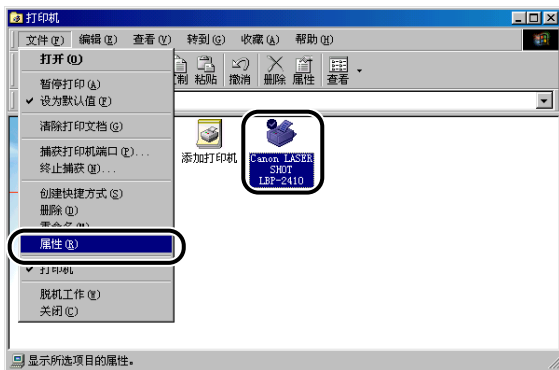 打印机
文件(F) 编辑(E) 查看(V) 转到(G) 收藏(A) 帮助(H)
制 粘贴 撤消 删除 属性 查看
打开(O)
暂停打印(A)
设为默认值(F)
清除打印文档(G)
捕获打印机端口(P)...
终止捕获(N)...
创建快捷方式(S)
删除(D)
属性(R)
打印机
脱机工作(W)
关闭(C)
添加打印机
Canon LASER
SHOT
LBP-2410
显示所选项目的属性。